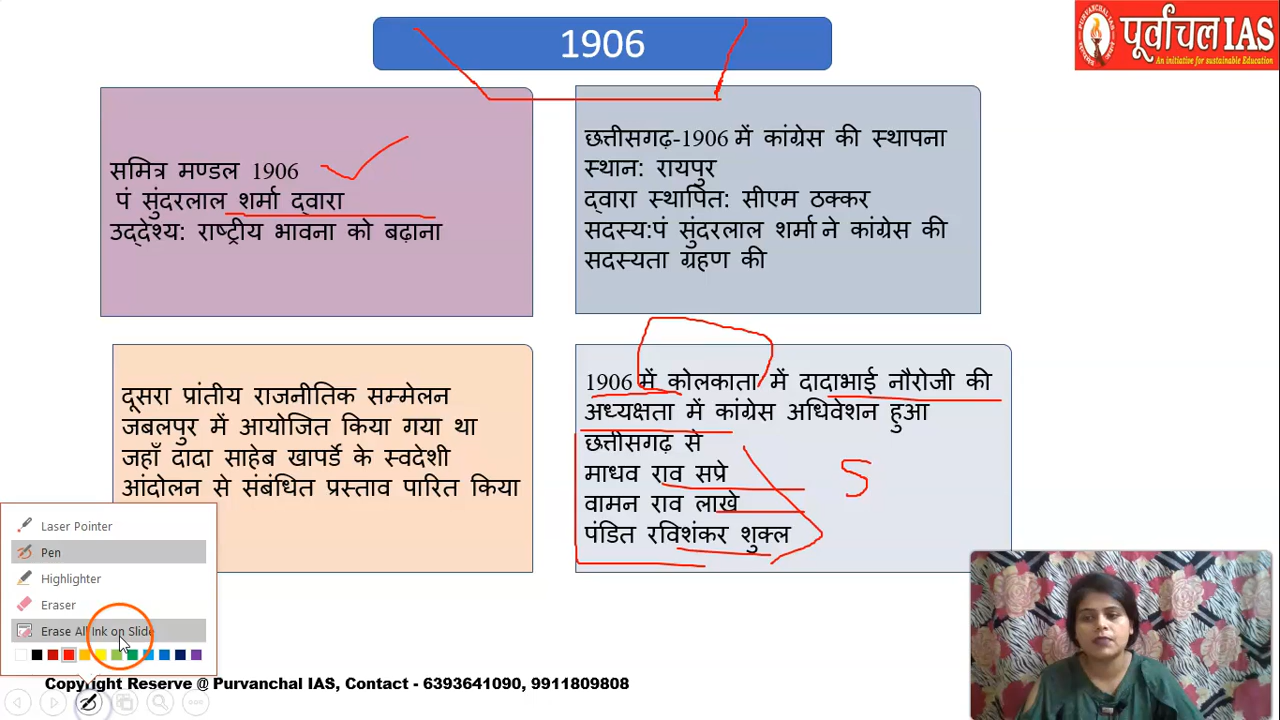 1906
पूर्वांचल IAS
An initiative for sustainable Education
PURVANCHAL IAS
समित्र मण्डल 1906
पं सुंदरलाल शर्मा द्वारा
उद्देश्य: राष्ट्रीय भावना को बढ़ाना
छत्तीसगढ़-1906 में कांग्रेस की स्थापना
स्थान: रायपुर
द्वारा स्थापित: सीएम ठक्कर
सदस्य:पं सुंदरलाल शर्मा ने कांग्रेस की
सदस्यता ग्रहण की
दूसरा प्रांतीय राजनीतिक सम्मेलन
जबलपुर में आयोजित किया गया था
जहाँ दादा साहेब खापर्डे के स्वदेशी
आंदोलन से संबंधित प्रस्ताव पारित किया
1906 में कोलकाता में दादाभाई नौरोजी की
अध्यक्षता में कांग्रेस अधिवेशन हुआ
छत्तीसगढ़ से
माधव राव सप्रे
वामन राव लाखे
पंडित रविशंकर शुक्ल
5
Laser Pointer
Pen
Highlighter
Eraser
Erase All Ink on Slide
Copyright Reserve @ Purvanchal IAS, Contact - 6393641090, 9911809808